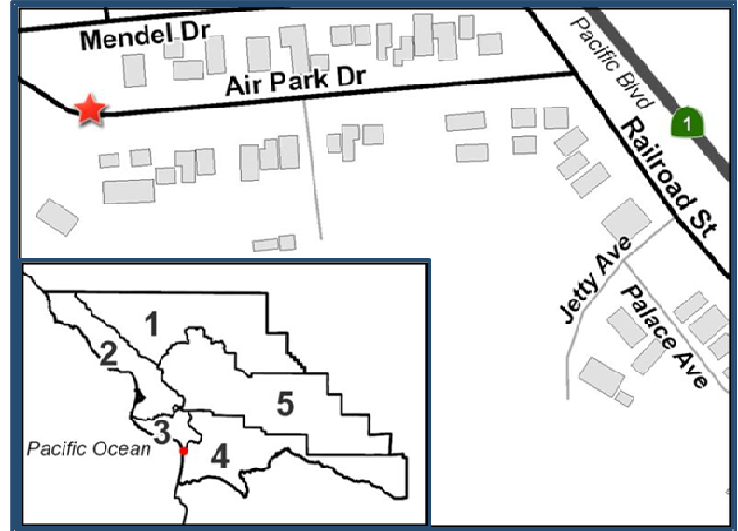 Mendel Dr
Air Park Dr
Pacific Blvd
1
Railroad St
Jetty Ave
Palace Ave
1
2
5
3
4
Pacific Ocean